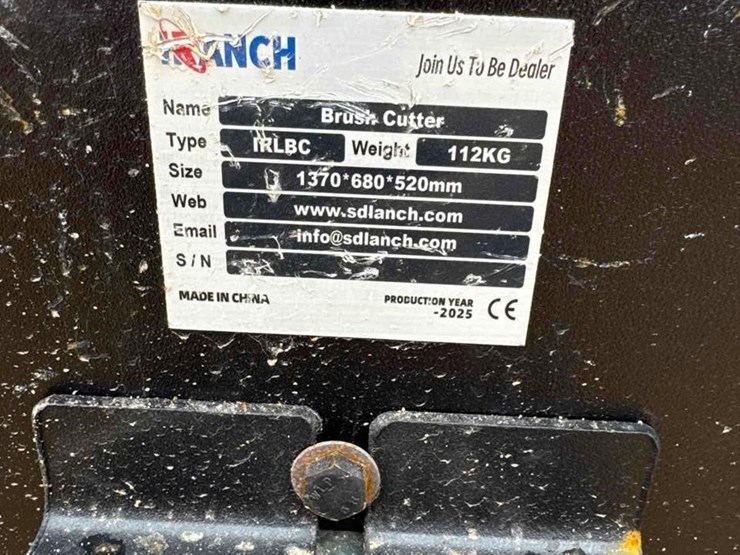 Join Us To Be Dealer
Name Brush Cutter
Type IRLBC Weight 112KG
Size 1370*680*520mm
Web www.sdlanch.com
Email info@sdlanch.com
S / N
MADE IN CHINA
PRODUCTION YEAR
-2025 CE